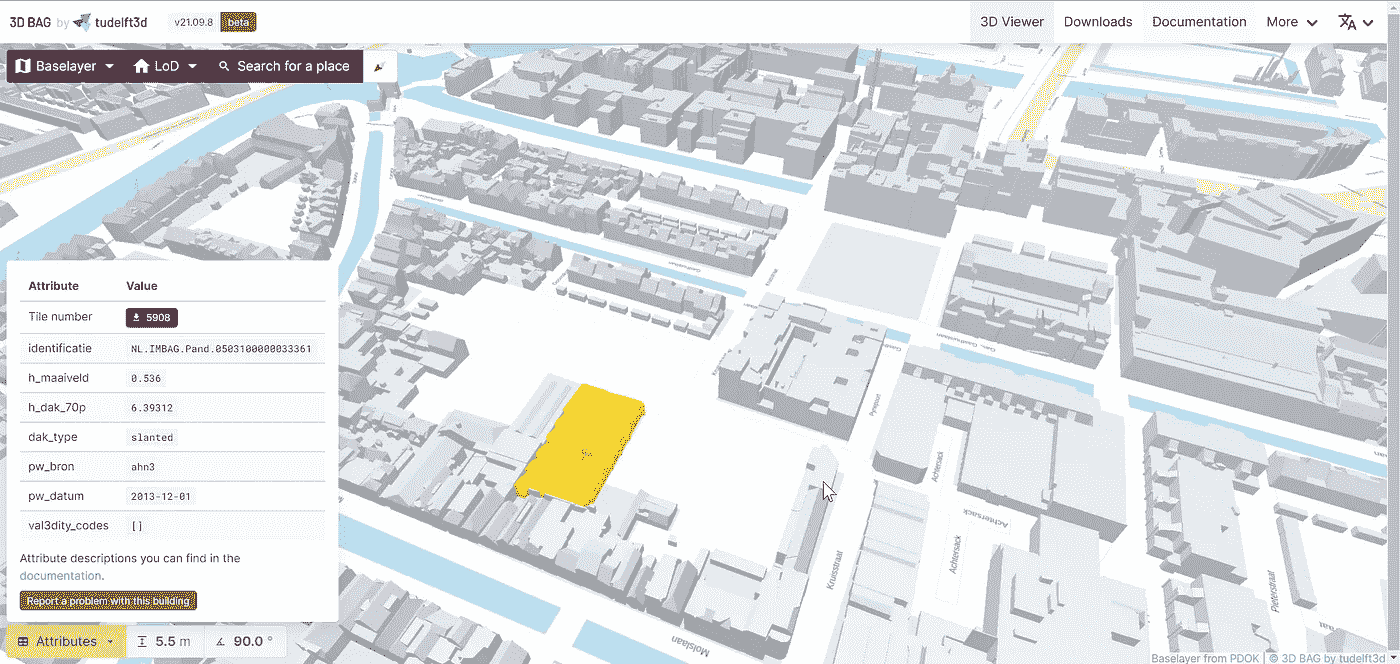 3D BAG by tudelft3d v21.09.8 beta
3D Viewer Downloads Documentation More
Baselayer LoD Search for a place
Attribute Value
Tile number 5908
identificatie NL.IMBAG.Pand.0503100000033361
h_maaiveld 0.536
h_dak_70p 6.39312
dak_type slanted
pw_bron ahn3
pw_datum 2013-12-01
val3dity_codes []
Attribute descriptions you can find in the
documentation.
Report a problem with this building
Attributes 5.5 m 90.0 °
Achtersack
Achtersack
Achtersack
Kruisstraat
Pieterstraat
Molslaan
Baselayer from PDOK | © 3D BAG by tudelft3d